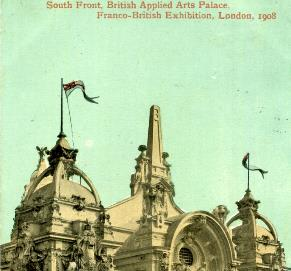 South Front, British Applied Arts Palace.
Franco-British Exhibition, London, 1908